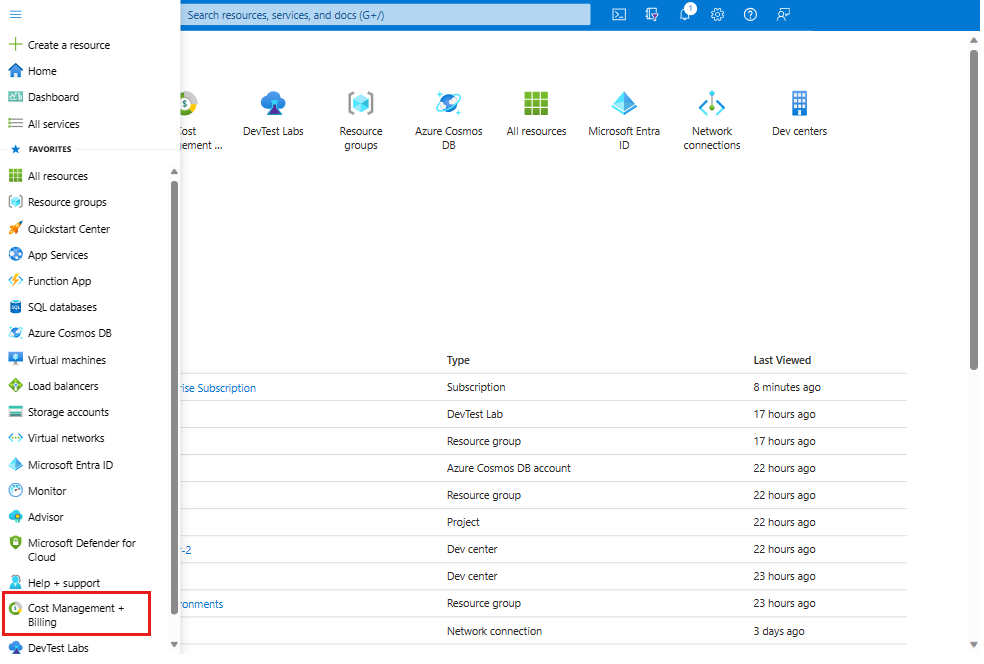 Search resources, services, and docs (G+/)
1
Create a resource
Home
Dashboard
All services
FAVORITES
All resources
Resource groups
Quickstart Center
App Services
Function App
SQL databases
Azure Cosmos DB
Virtual machines
Load balancers
Storage accounts
Virtual networks
Microsoft Entra ID
Monitor
Advisor
Microsoft Defender for
Cloud
Help + support
Cost Management +
Billing
DevTest Labs
ost
ement ...
DevTest Labs
Resource
groups
Azure Cosmos
DB
All resources
Microsoft Entra
ID
Network
connections
Dev centers
Type Last Viewed
rise Subscription Subscription 8 minutes ago
DevTest Lab 17 hours ago
Resource group 17 hours ago
Azure Cosmos DB account 22 hours ago
Resource group 22 hours ago
Project 22 hours ago
-2 Dev center 22 hours ago
Dev center 23 hours ago
ronments Resource group 23 hours ago
Network connection 3 days ago